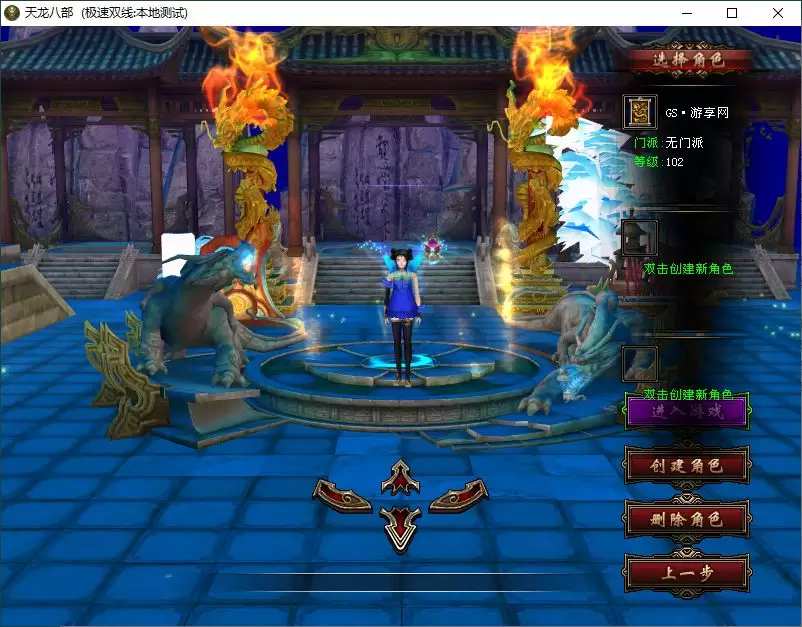 天龙八部 (极速双线:本地测试)
选择角色
GS·游享网
门派:无门派
等级:102
双击创建新角色
双击创建新角色
进入游戏
创建角色
删除角色
上一步